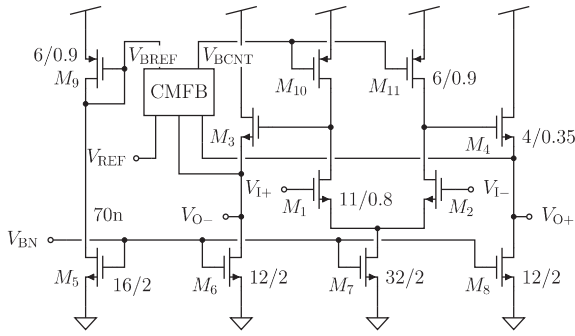 6/0.9 V_BREF V_BCNT
M_9 CMFB M_10 M_11 6/0.9
M_3 M_4 4/0.35
V_REF
V_I+ M_1 11/0.8 M_2 V_I−
70n V_O− V_O+
V_BN
M_5 16/2 M_6 12/2 M_7 32/2 M_8 12/2